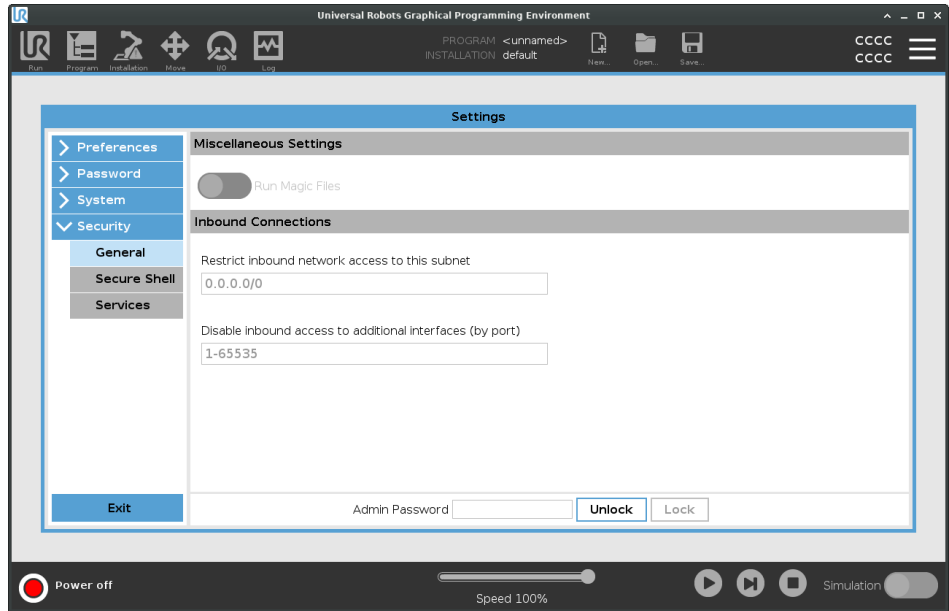 Universal Robots Graphical Programming Environment
UR
Run
Program
Installation
Move
I/O
Log
PROGRAM <unnamed>
INSTALLATION default
New...
Open...
Save...
CCCC
CCCC
Settings
Preferences
Password
System
Security
General
Secure Shell
Services
Exit
Miscellaneous Settings
Run Magic Files
Inbound Connections
Restrict inbound network access to this subnet
0.0.0.0/0
Disable inbound access to additional interfaces (by port)
1-65535
Admin Password
Unlock
Lock
Power off
Speed 100%
Simulation